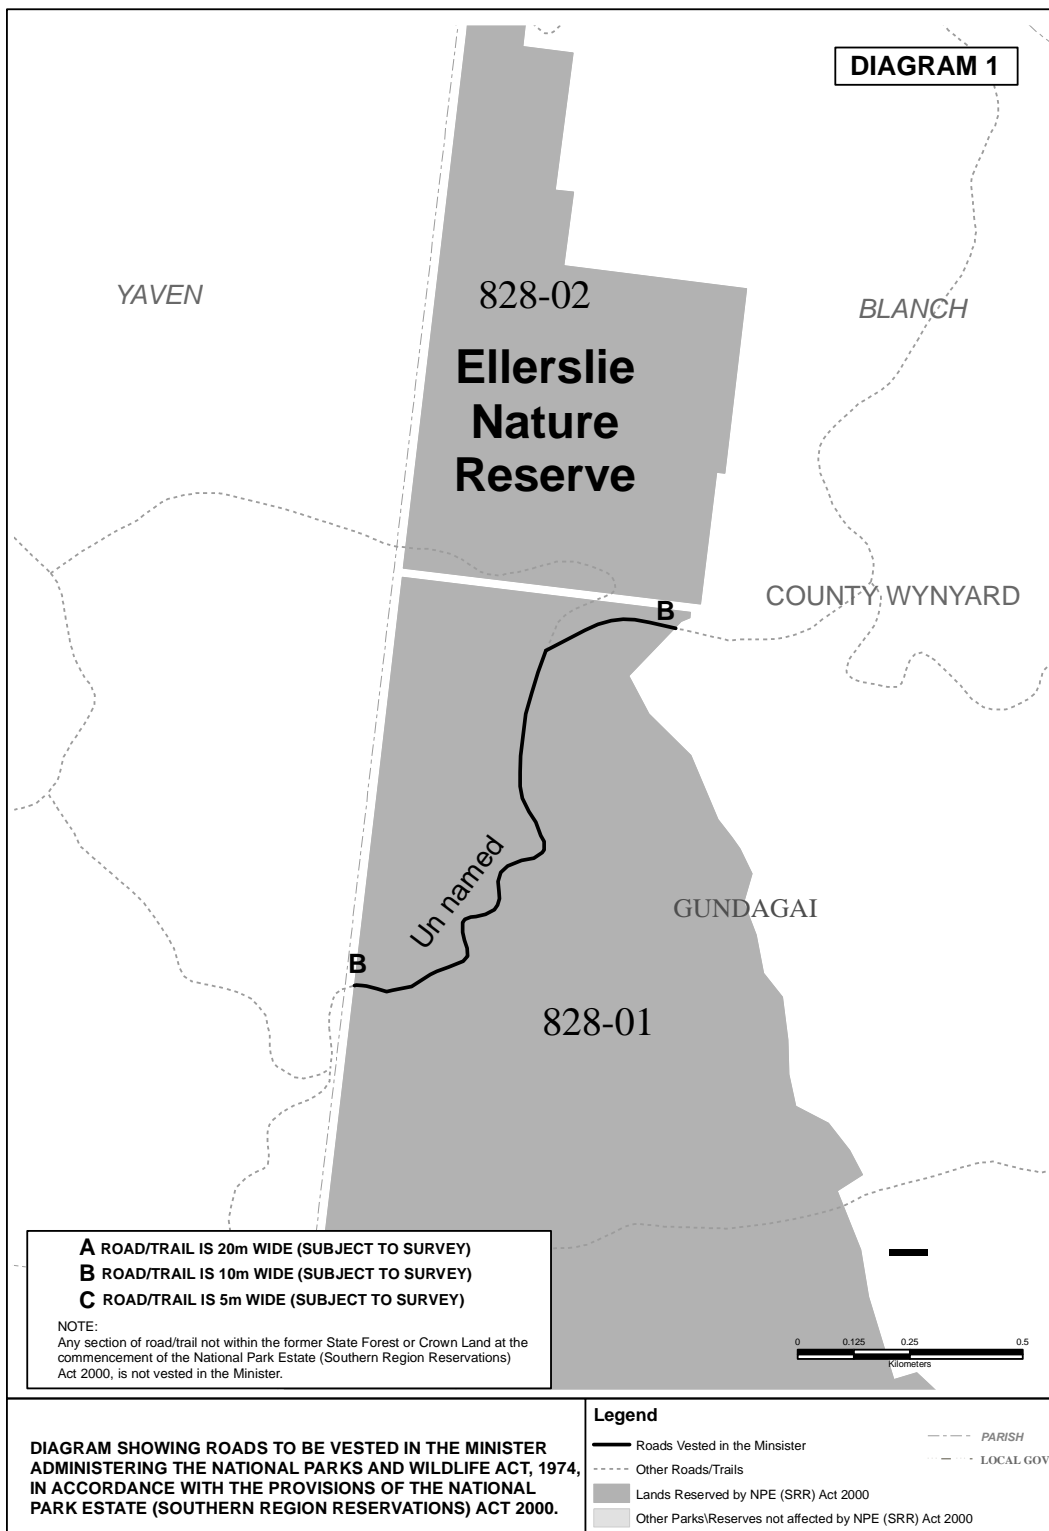 DIAGRAM 1
YAVEN
828-02
BLANCH
Ellerslie
Nature
Reserve
COUNTY WYNYARD
B
Un named
GUNDAGAI
B
828-01
A ROAD/TRAIL IS 20m WIDE (SUBJECT TO SURVEY)
B ROAD/TRAIL IS 10m WIDE (SUBJECT TO SURVEY)
C ROAD/TRAIL IS 5m WIDE (SUBJECT TO SURVEY)
NOTE:
Any section of road/trail not within the former State Forest or Crown Land at the
commencement of the National Park Estate (Southern Region Reservations)
Act 2000, is not vested in the Minister.
0 0.125 0.25 0.5
Kilometers
DIAGRAM SHOWING ROADS TO BE VESTED IN THE MINISTER
ADMINISTERING THE NATIONAL PARKS AND WILDLIFE ACT, 1974,
IN ACCORDANCE WITH THE PROVISIONS OF THE NATIONAL
PARK ESTATE (SOUTHERN REGION RESERVATIONS) ACT 2000.
Legend
Roads Vested in the Minsister
Other Roads/Trails
Lands Reserved by NPE (SRR) Act 2000
Other Parks\Reserves not affected by NPE (SRR) Act 2000
PARISH
LOCAL GOV